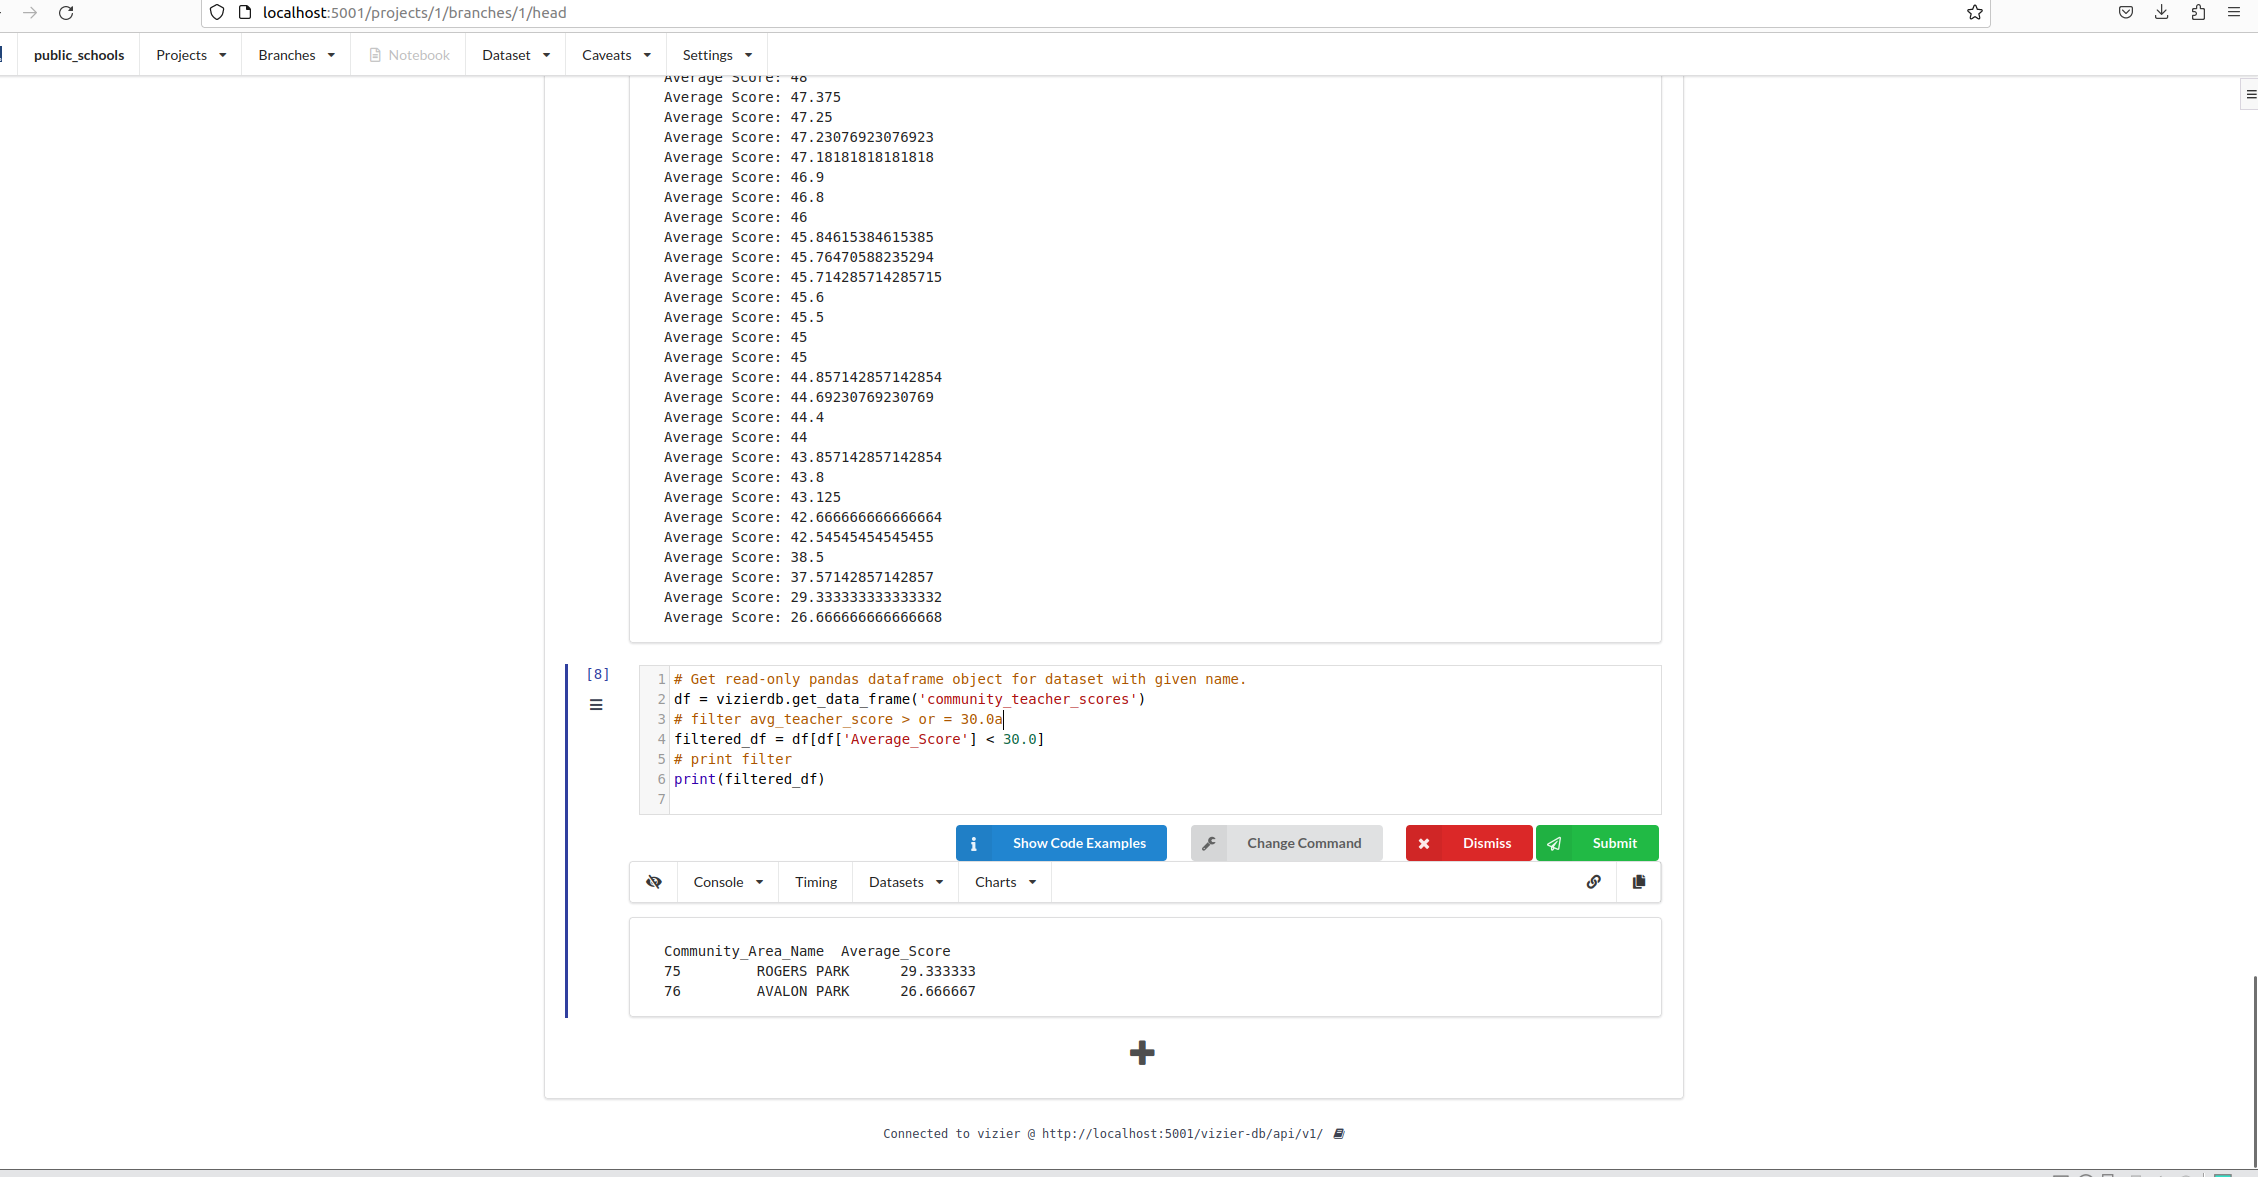 localhost:5001/projects/1/branches/1/head
public_schools Projects Branches Notebook Dataset Caveats Settings
Average Score: 48
Average Score: 47.375
Average Score: 47.25
Average Score: 47.23076923076923
Average Score: 47.18181818181818
Average Score: 46.9
Average Score: 46.8
Average Score: 46
Average Score: 45.84615384615385
Average Score: 45.76470588235294
Average Score: 45.714285714285715
Average Score: 45.6
Average Score: 45.5
Average Score: 45
Average Score: 45
Average Score: 44.857142857142854
Average Score: 44.69230769230769
Average Score: 44.4
Average Score: 44
Average Score: 43.857142857142854
Average Score: 43.8
Average Score: 43.125
Average Score: 42.666666666666664
Average Score: 42.54545454545455
Average Score: 38.5
Average Score: 37.57142857142857
Average Score: 29.333333333333332
Average Score: 26.666666666666668
[8]
1 # Get read-only pandas dataframe object for dataset with given name.
2 df = vizierdb.get_data_frame('community_teacher_scores')
3 # filter avg_teacher_score > or = 30.0a
4 filtered_df = df[df['Average_Score'] < 30.0]
5 # print filter
6 print(filtered_df)
7
Show Code Examples Change Command Dismiss Submit
Console Timing Datasets Charts
Community_Area_Name Average_Score
75 ROGERS PARK 29.333333
76 AVALON PARK 26.666667
Connected to vizier @ http://localhost:5001/vizier-db/api/v1/